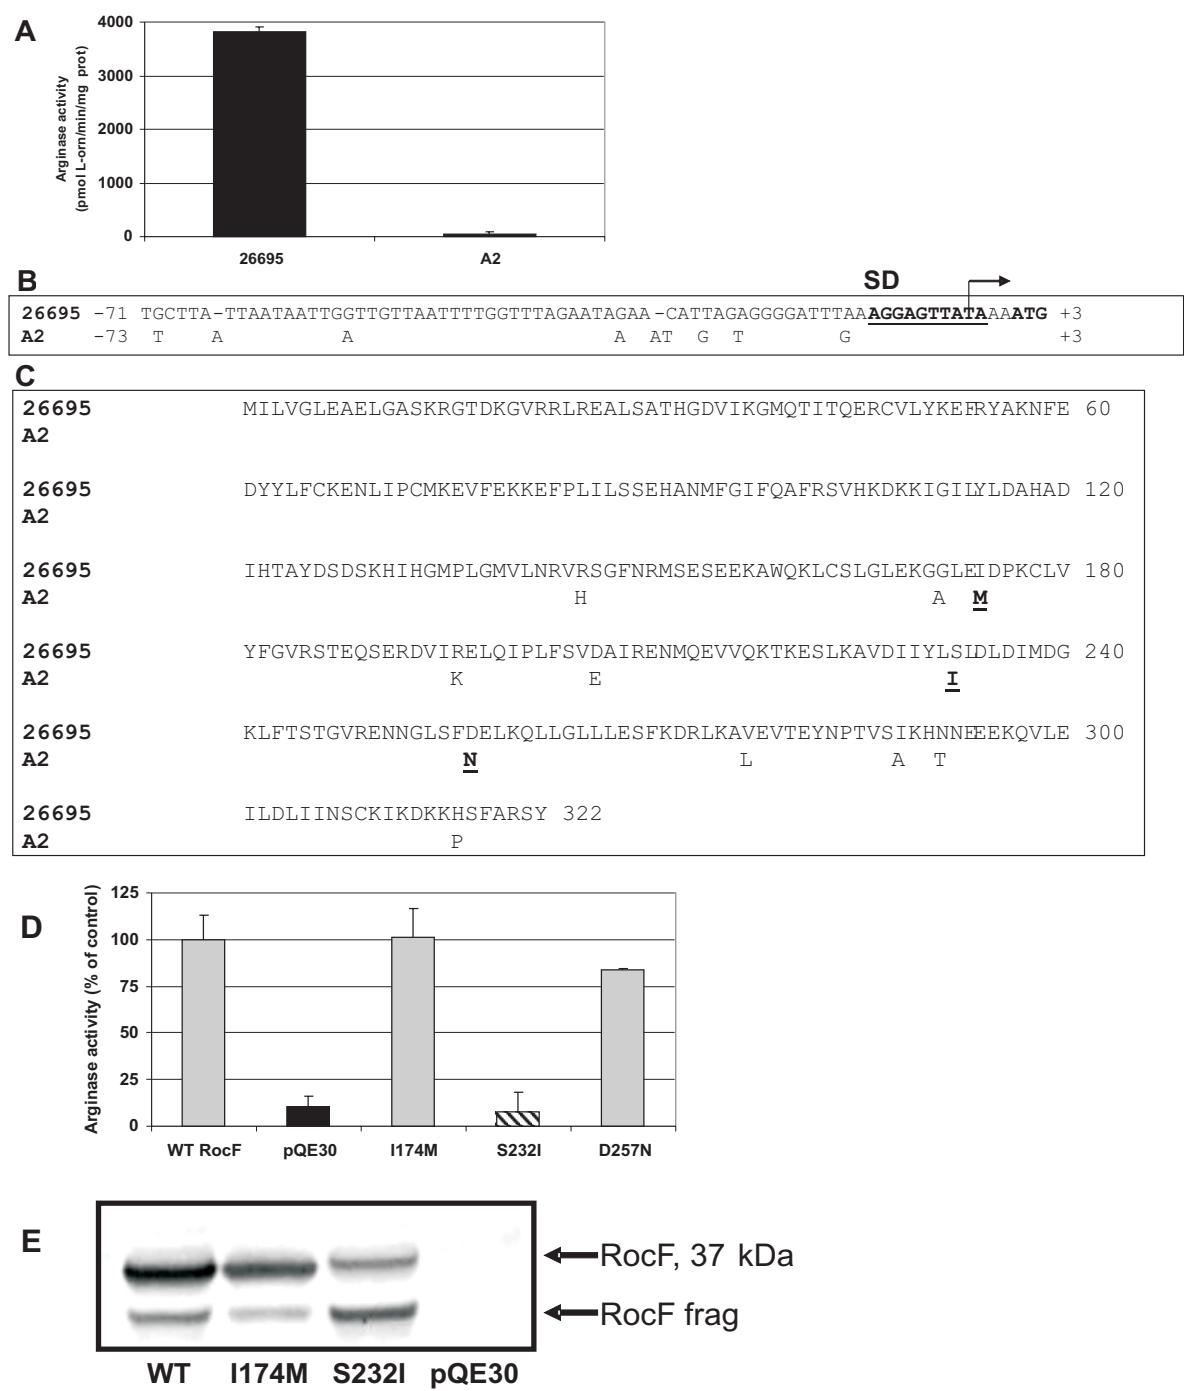 A
Arginase activity
(pmol L-orn/min/mg prot)
4000
3000
2000
1000
0
26695 A2
B
SD
26695 -71 TGCTTA-TTAATAATTGGTTGTTAATTTTGGTTTAGAATAGAA-CATTAGAGGGGATTTAAAGGAGTTATAAAATG +3
A2 -73 T A A A AT G T G +3
C
26695 MILVGLEAELGASKRGTDKGVRRLREALSATHGDVIKGMQTITQERCVLYKEFRYAKNFE 60
A2
26695 DYYLFCKENLIPCMKEVFEKKEFPLILSSEHANMFGIFQAFRSVHKDKKIGILYLDAHAD 120
A2
26695 IHTAYDSDSKHIHGMPLGMVLNRVRSGFNRMSESEEKAWQKLCSLGLEKGGLEIDPKCLV 180
A2 H A M
26695 YFGVRSTEQSERDVIRELQIPLFSVDAIRENMQEVVQKTKESLKAVDIIYLSLDLDIMDG 240
A2 K E I
26695 KLFTSTGVRENNGLSFDELKQLLGLLLESFKDRLKAVEVTEYNPTVSIKHNNEEEKQVLE 300
A2 N L A T
26695 ILDLIINSCKIKDKKHSFARSY 322
A2 P
D
Arginase activity (% of control)
125
100
75
50
25
0
WT RocF pQE30 I174M S232I D257N
E
RocF, 37 kDa
RocF frag
WT I174M S232I pQE30